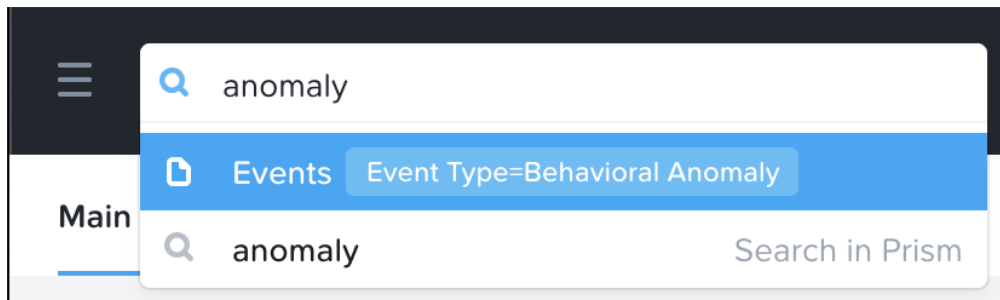 anomaly
Events Event Type=Behavioral Anomaly
Main
anomaly Search in Prism